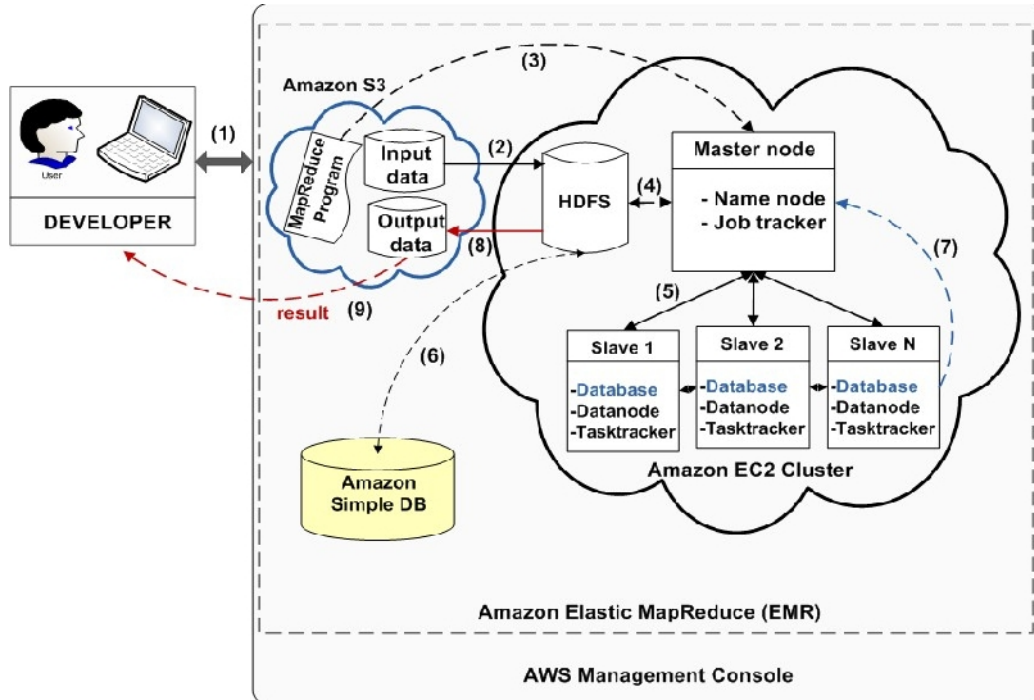 (3)
Amazon S3
(1)
User
DEVELOPER
MapReduce
Program
Input
data
(2)
Output
data
(8)
HDFS
(4)
Master node
- Name node
- Job tracker
(7)
result
(9)
(5)
(6)
Slave 1
-Database
-Datanode
-Tasktracker
Slave 2
-Database
-Datanode
-Tasktracker
Slave N
-Database
-Datanode
-Tasktracker
Amazon EC2 Cluster
Amazon
Simple DB
Amazon Elastic MapReduce (EMR)
AWS Management Console